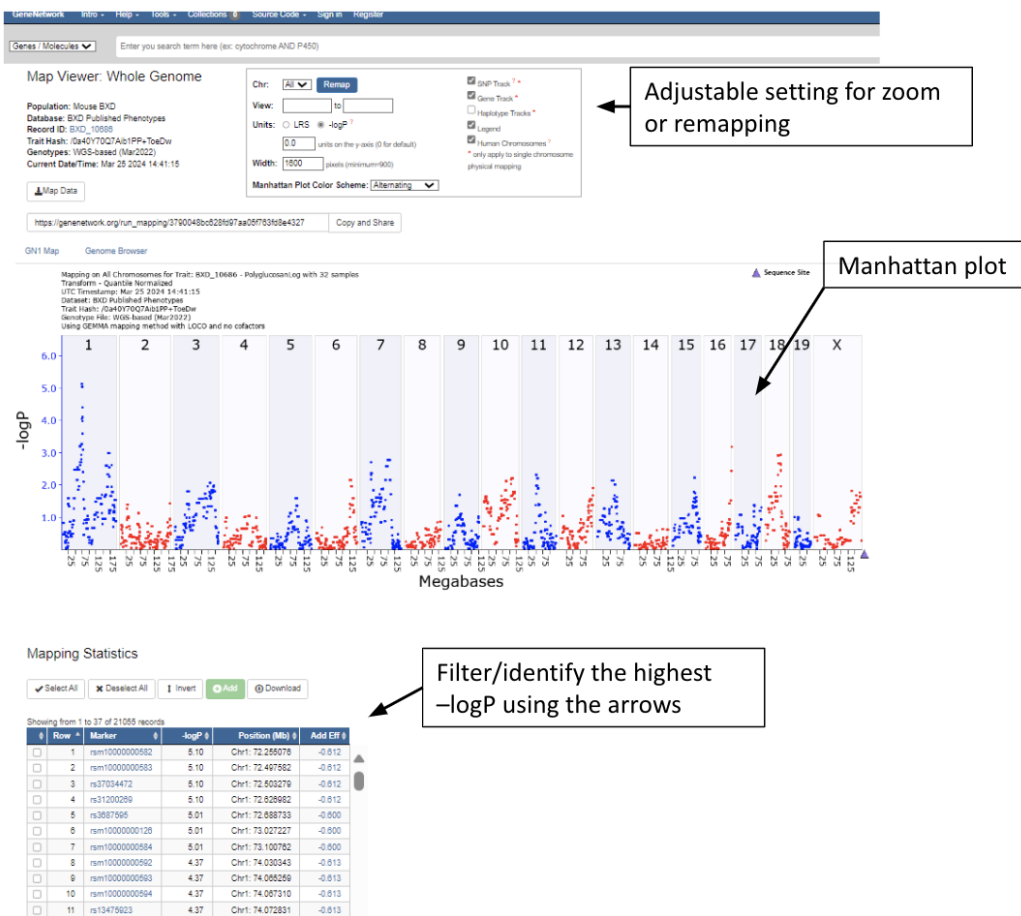 GeneNetwork Intro - Help - Tools - Collections 0 Source Code - Sign in Register
Genes / Molecules Enter you search term here (ex: cytochrome AND P450)
Map Viewer: Whole Genome
Population: Mouse BXD
Database: BXD Published Phenotypes
Record ID: BXD_10686
Trait Hash: /0a40Y70Q7Aib1PP+ToeDw
Genotypes: WGS-based (Mar2022)
Current Date/Time: Mar 25 2024 14:41:15
Map Data
Chr: All Remap
View: to
Units: LRS -logP ?
0.0 units on the y-axis (0 for default)
Width: 1600 pixels (minimum=900)
Manhattan Plot Color Scheme: Alternating
SNP Track ? *
Gene Track *
Haplotype Tracks *
Legend
Human Chromosomes ?
* only apply to single chromosome
physical mapping
Adjustable setting for zoom
or remapping
Copy and Share
GN1 Map Genome Browser
Mapping on All Chromosomes for Trait: BXD_10686 - PolyglucosanLog with 32 samples
Transform - Quantile Normalized
UTC Timestamp: Mar 25 2024 14:41:15
Dataset: BXD Published Phenotypes
Trait Hash: /0a40Y70Q7Aib1PP+ToeDw
Genotype File: WGS-based (Mar2022)
Using GEMMA mapping method with LOCO and no cofactors
Sequence Site
Manhattan plot
1 2 3 4 5 6 7 8 9 10 11 12 13 14 15 16 17 18 19 X
6.0
5.0
4.0
3.0
2.0
1.0
-logP
Megabases
Mapping Statistics
Select All Deselect All Invert Add Download
Filter/identify the highest
–logP using the arrows
Showing from 1 to 37 of 21056 records
Row Marker -logP Position (Mb) Add Eff
1 rsm10000000582 5.10 Chr1: 72.255076 -0.612
2 rsm10000000583 5.10 Chr1: 72.497582 -0.612
3 rs37034472 5.10 Chr1: 72.503279 -0.612
4 rs31200269 5.10 Chr1: 72.626982 -0.612
5 rs3687595 5.01 Chr1: 72.688733 -0.600
6 rsm10000000126 5.01 Chr1: 73.027227 -0.600
7 rsm10000000584 5.01 Chr1: 73.100762 -0.600
8 rsm10000000592 4.37 Chr1: 74.030343 -0.613
9 rsm10000000593 4.37 Chr1: 74.065259 -0.613
10 rsm10000000594 4.37 Chr1: 74.067310 -0.613
11 rs13475923 4.37 Chr1: 74.072831 -0.613